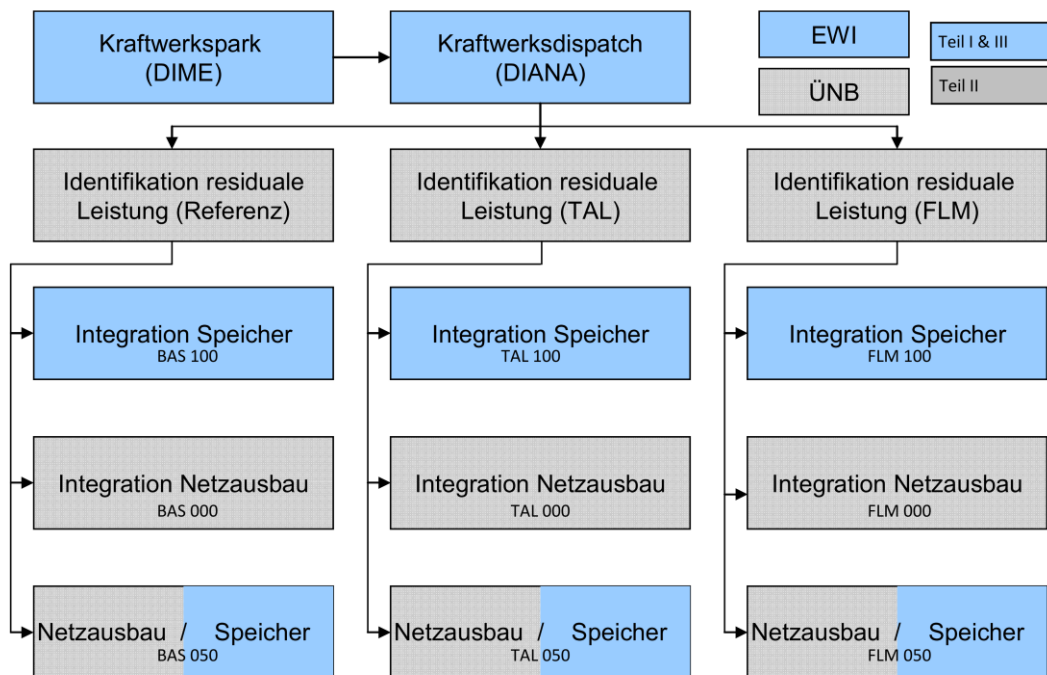 Kraftwerkspark
(DIME)
Kraftwerksdispatch
(DIANA)
EWI
Teil I & III
ÜNB
Teil II
Identifikation residuale
Leistung (Referenz)
Identifikation residuale
Leistung (TAL)
Identifikation residuale
Leistung (FLM)
Integration Speicher
BAS 100
Integration Speicher
TAL 100
Integration Speicher
FLM 100
Integration Netzausbau
BAS 000
Integration Netzausbau
TAL 000
Integration Netzausbau
FLM 000
Netzausbau / Speicher
BAS 050
Netzausbau / Speicher
TAL 050
Netzausbau / Speicher
FLM 050